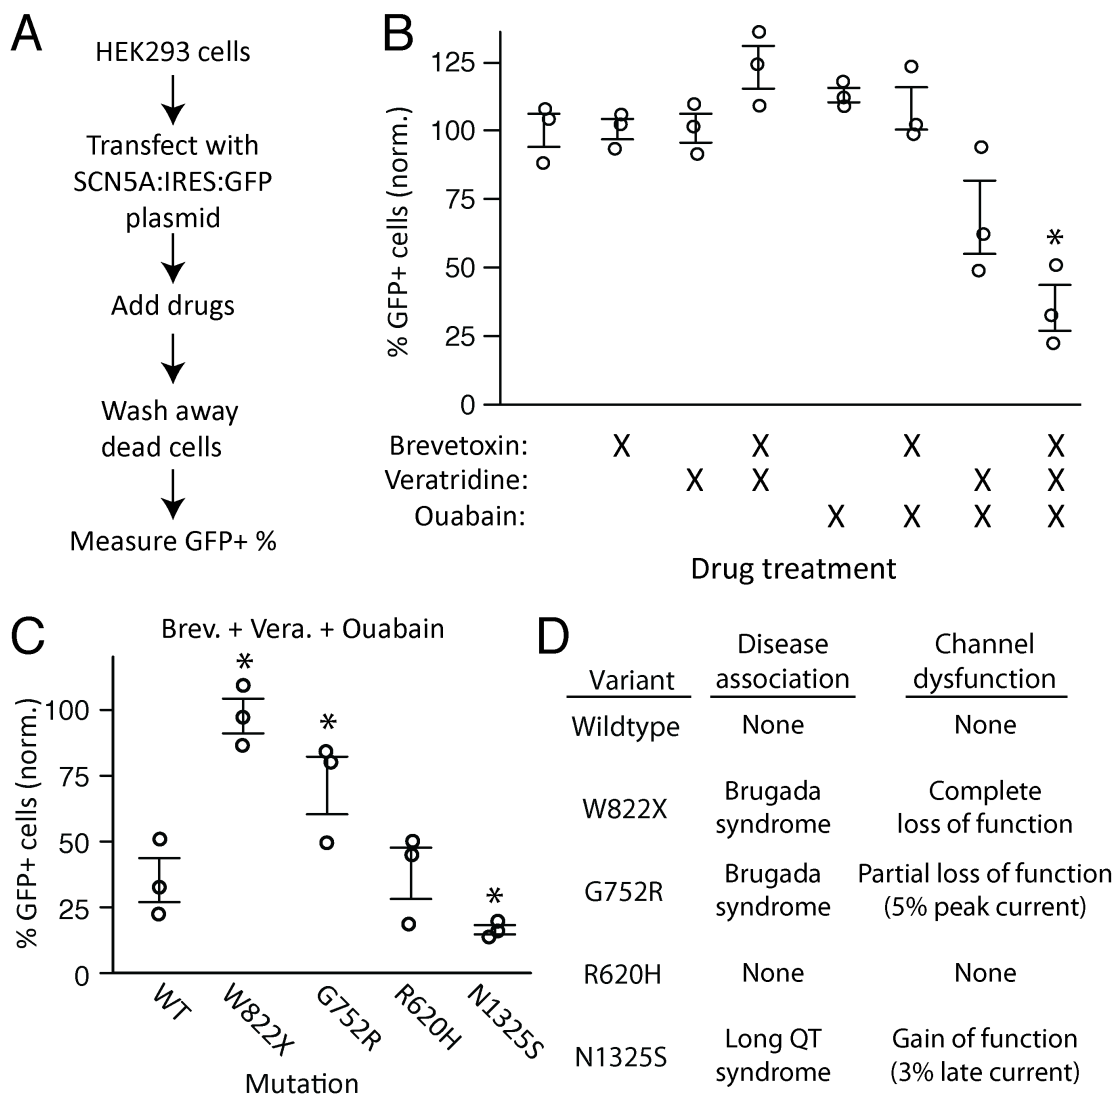 A
HEK293 cells
Transfect with
SCN5A:IRES:GFP
plasmid
Add drugs
Wash away
dead cells
Measure GFP+ %
B
% GFP+ cells (norm.)
125
100
75
50
25
0
*
Brevetoxin: X X X X
Veratridine: X X X X
Ouabain: X X X X
Drug treatment
C
Brev. + Vera. + Ouabain
% GFP+ cells (norm.)
100
75
50
25
0
* * *
WT W822X G752R R620H N1325S
Mutation
D
Disease Channel
Variant association dysfunction
Wildtype None None
Brugada Complete
W822X syndrome loss of function
Brugada Partial loss of function
G752R syndrome (5% peak current)
R620H None None
Long QT Gain of function
N1325S syndrome (3% late current)